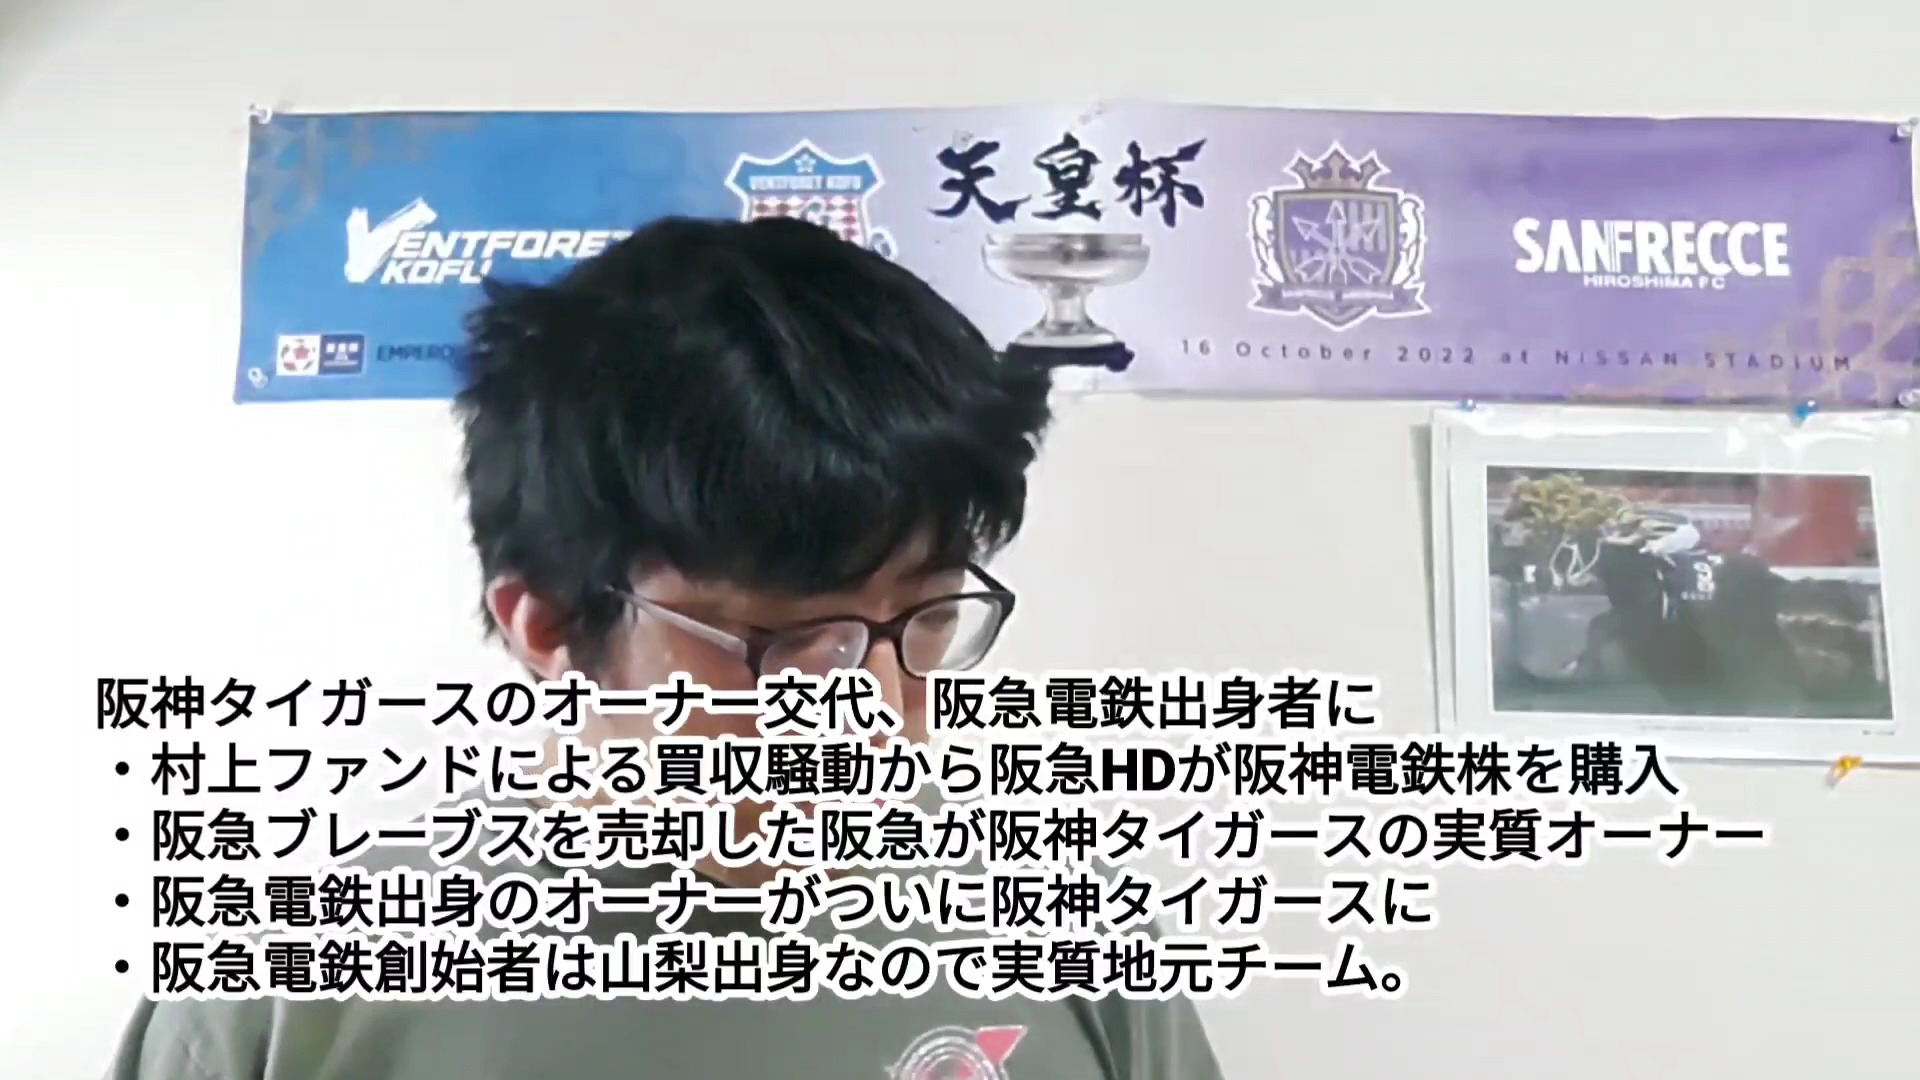 天皇杯
VENTFORET KOFU
VENTFORE
KOFU
SANFRECCE
HIROSHIMA FC
EMPERO
16 October 2022 at NISSAN STADIUM
9
阪神タイガースのオーナー交代、阪急電鉄出身者に
・村上ファンドによる買収騒動から阪急HDが阪神電鉄株を購入
・阪急ブレーブスを売却した阪急が阪神タイガースの実質オーナー
・阪急電鉄出身のオーナーがついに阪神タイガースに
・阪急電鉄創始者は山梨出身なので実質地元チーム。